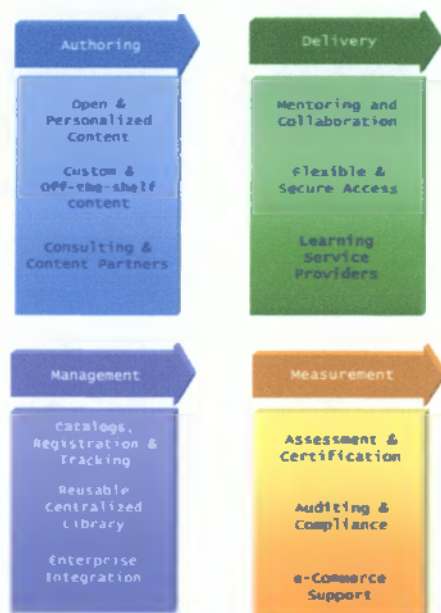 Authoring
Open &
Personalized
Content
Custom &
Off-the-shelf
content
Consulting &
Content Partners
Delivery
Mentoring and
Collaboration
Flexible &
Secure Access
Learning
Service
Providers
Management
Catalogs,
Registration &
Tracking
Reusable
Centralized
Library
Enterprise
Integration
Measurement
Assessment &
Certification
Auditing &
Compliance
e-Commerce
Support